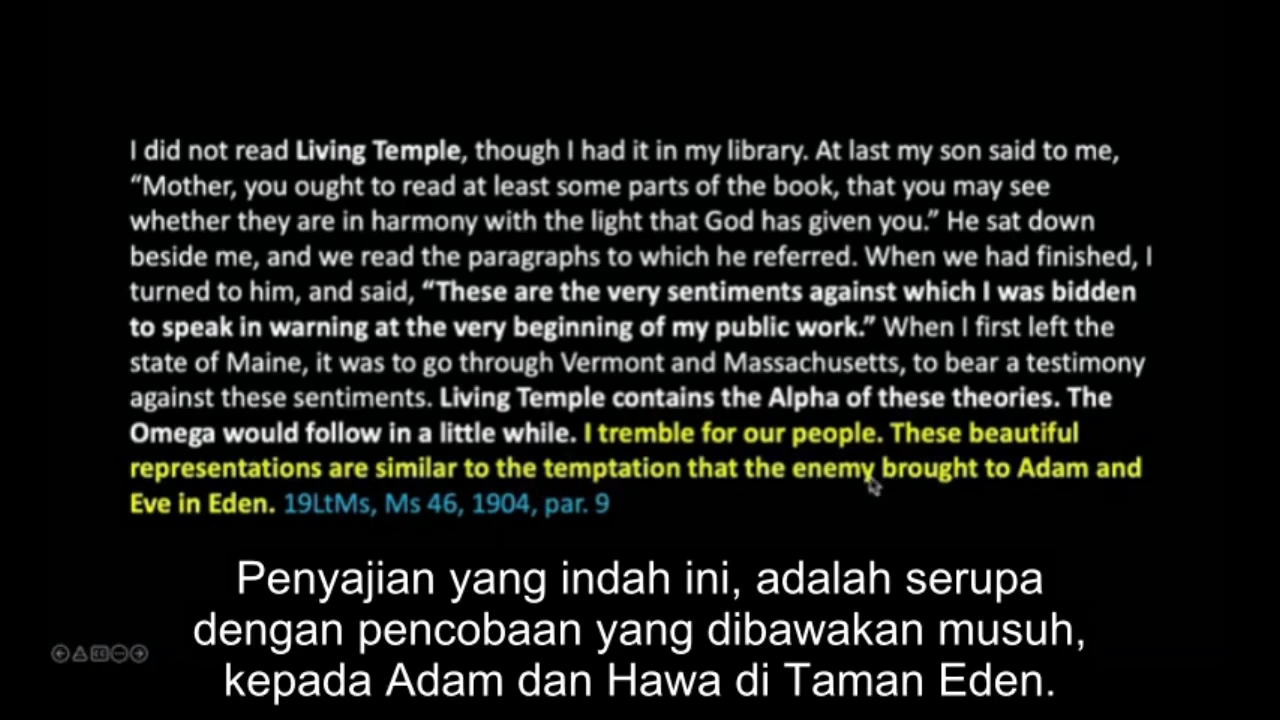 I did not read Living Temple, though I had it in my library. At last my son said to me,
“Mother, you ought to read at least some parts of the book, that you may see
whether they are in harmony with the light that God has given you.” He sat down
beside me, and we read the paragraphs to which he referred. When we had finished, I
turned to him, and said, “These are the very sentiments against which I was bidden
to speak in warning at the very beginning of my public work.” When I first left the
state of Maine, it was to go through Vermont and Massachusetts, to bear a testimony
against these sentiments. Living Temple contains the Alpha of these theories. The
Omega would follow in a little while. I tremble for our people. These beautiful
representations are similar to the temptation that the enemy brought to Adam and
Eve in Eden. 19LtMs, Ms 46, 1904, par. 9
Penyajian yang indah ini, adalah serupa
dengan pencobaan yang dibawakan musuh,
kepada Adam dan Hawa di Taman Eden.